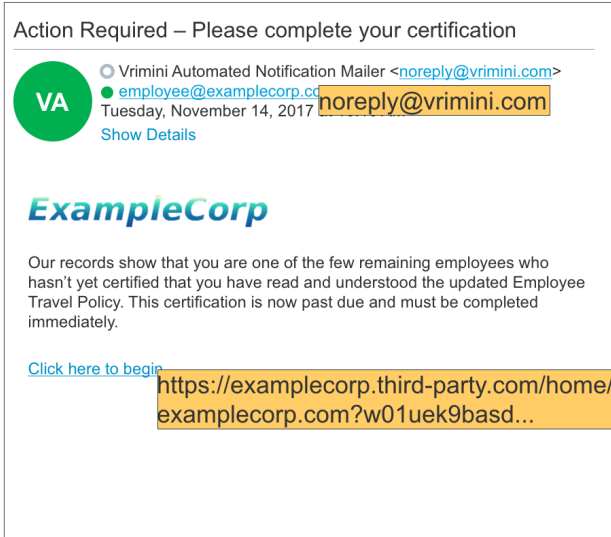 Action Required – Please complete your certification
VA
Vrimini Automated Notification Mailer <noreply@vrimini.com>
employee@examplecorp.co
noreply@vrimini.com
Tuesday, November 14, 2017
Show Details
ExampleCorp
Our records show that you are one of the few remaining employees who
hasn't yet certified that you have read and understood the updated Employee
Travel Policy. This certification is now past due and must be completed
immediately.
Click here to begin
https://examplecorp.third-party.com/home/
examplecorp.com?w01uek9basd...